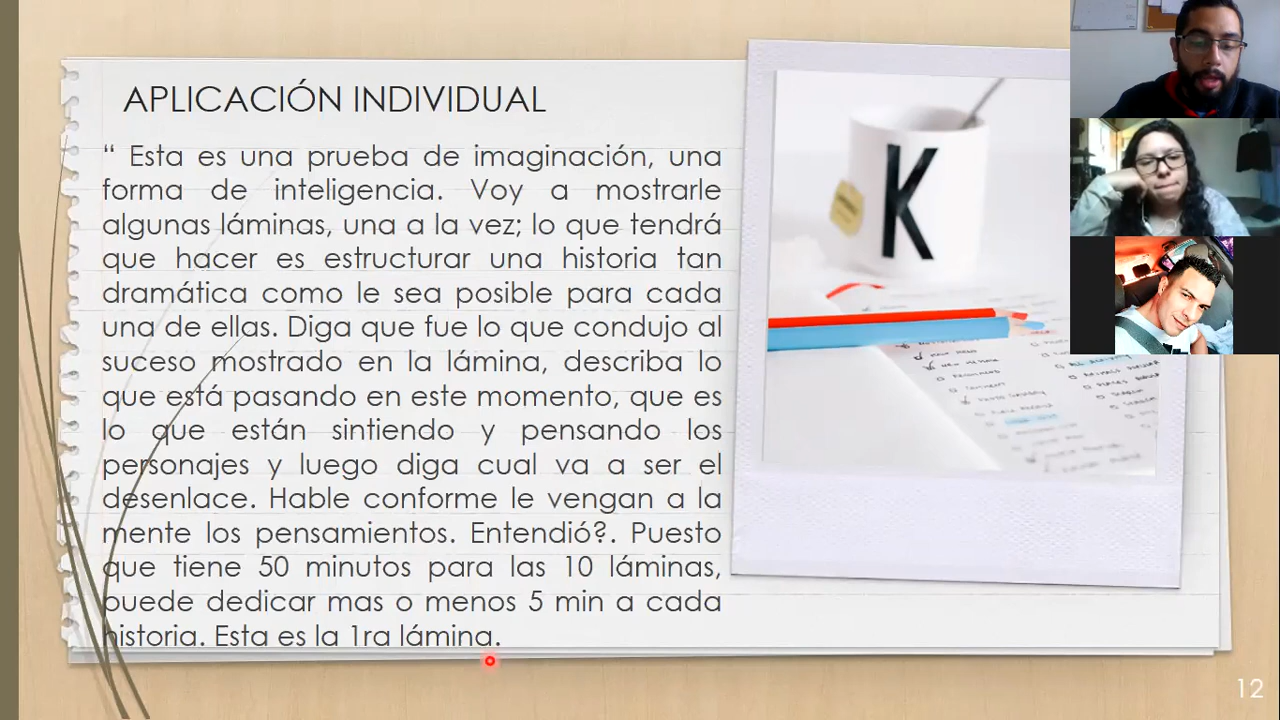 APLICACIÓN INDIVIDUAL
“ Esta es una prueba de imaginación, una
forma de inteligencia. Voy a mostrarle
algunas láminas, una a la vez; lo que tendrá
que hacer es estructurar una historia tan
dramática como le sea posible para cada
una de ellas. Diga que fue lo que condujo al
suceso mostrado en la lámina, describa lo
que está pasando en este momento, que es
lo que están sintiendo y pensando los
personajes y luego diga cual va a ser el
desenlace. Hable conforme le vengan a la
mente los pensamientos. Entendió?. Puesto
que tiene 50 minutos para las 10 láminas,
puede dedicar mas o menos 5 min a cada
historia. Esta es la 1ra lámina.
K
12